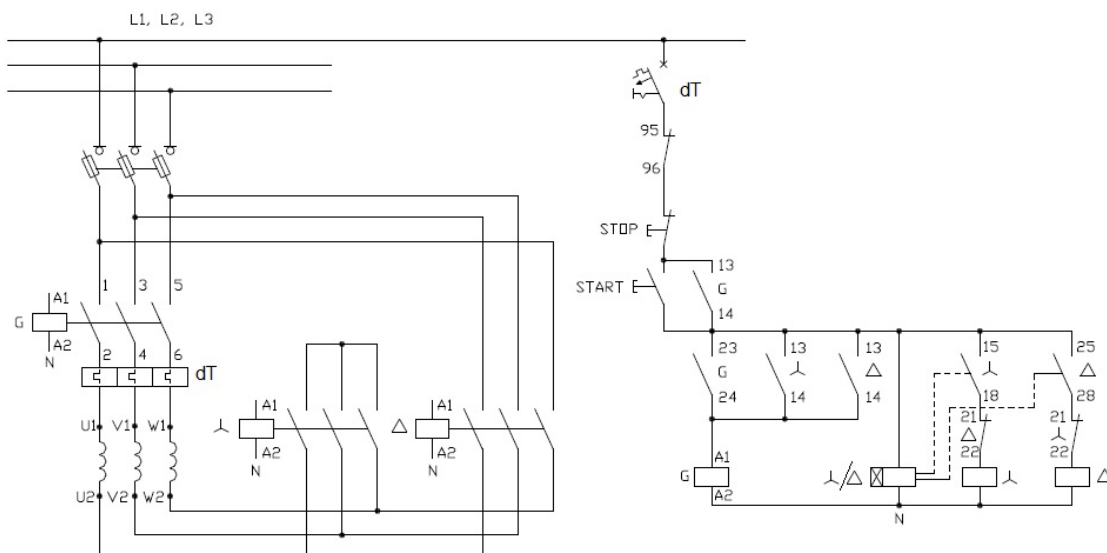 L1, L2, L3
dT
95
96
STOP
START
13
G
14
1 3 5
G A1
A2
N
2 4 6
dT
U1 V1 W1
U2 V2 W2
A1
A2
N
A1
A2
N
23
G
24
13
14
13
14
15
18
21
22
25
28
21
22
G A1
A2
N